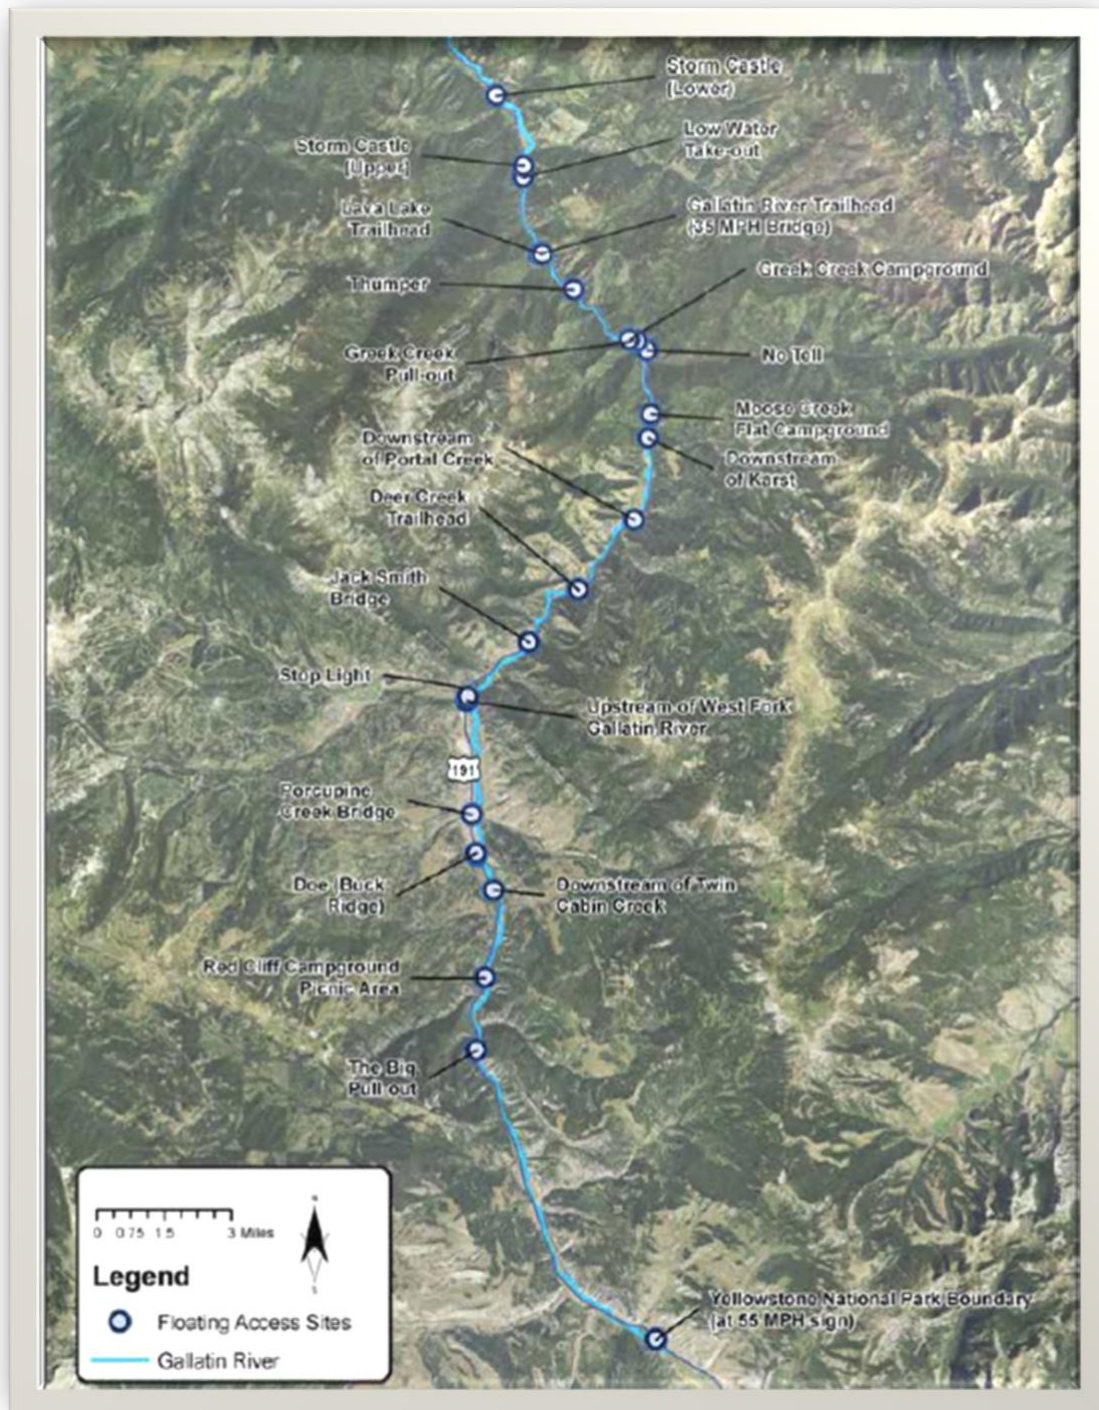 Storm Castle
(Lower)
Low Water
Take-out
Storm Castle
(Upper)
Lava Lake
Trailhead
Gallatin River Trailhead
(35 MPH Bridge)
Greek Creek Campground
Thumper
Greek Creek
Pull-out
No Tell
Moose Creek
Flat Campground
Downstream
of Portal Creek
Downstream
of Karst
Deer Creek
Trailhead
Jack Smith
Bridge
Stop Light
Upstream of West Fork
Gallatin River
191
Porcupine
Creek Bridge
Doe (Buck
Ridge)
Downstream of Twin
Cabin Creek
Red Cliff Campground
Picnic Area
The Big
Pull out
N
0 0.75 1.5 3 Miles
S
Legend
Floating Access Sites
Gallatin River
Yellowstone National Park Boundary
(at 55 MPH sign)